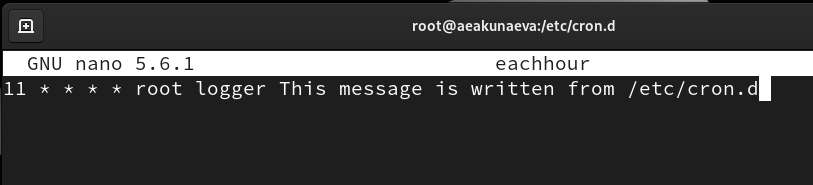 root@aeakunaeva:/etc/cron.d
GNU nano 5.6.1 eachhour
11 * * * * root logger This message is written from /etc/cron.d